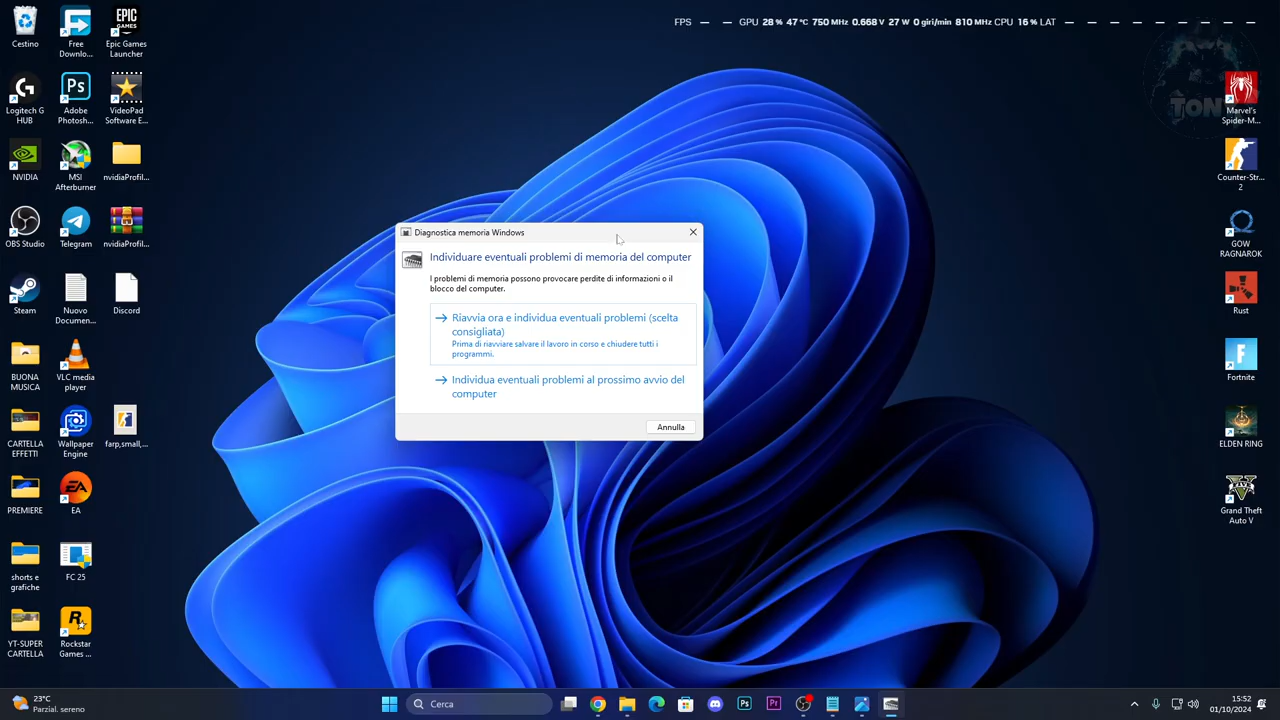 FPS — — GPU 28 % 47 °C 750 MHz 0.668 V 27 W 0 giri/min 810 MHz CPU 16 % LAT — — — — — — — —
Cestino
Free
Downlo...
EPIC
GAMES
Epic Games
Launcher
Logitech G
HUB
Ps
Adobe
Photosh...
VideoPad
Software E...
NVIDIA
MSI
Afterburner
nvidiaProfil...
OBS Studio
Telegram
nvidiaProfil...
Steam
Nuovo
Documen...
Discord
BUONA
MUSICA
VLC media
player
CARTELLA
EFFETTI
Wallpaper
Engine
farp,small,...
PREMIERE
EA
EA
shorts e
grafiche
FC 25
YT-SUPER
CARTELLA
Rockstar
Games ...
Diagnostica memoria Windows
Individuare eventuali problemi di memoria del computer
I problemi di memoria possono provocare perdite di informazioni o il
blocco del computer.
Riavvia ora e individua eventuali problemi (scelta
consigliata)
Prima di riavviare salvare il lavoro in corso e chiudere tutti i
programmi.
Individua eventuali problemi al prossimo avvio del
computer
Annulla
TON
Marvel's
Spider-M...
Counter-Str...
2
GOW
RAGNAROK
Rust
Fortnite
ELDEN RING
Grand Theft
Auto V
23°C
Parzial. sereno
Cerca
Ps
Pr
15:52
01/10/2024